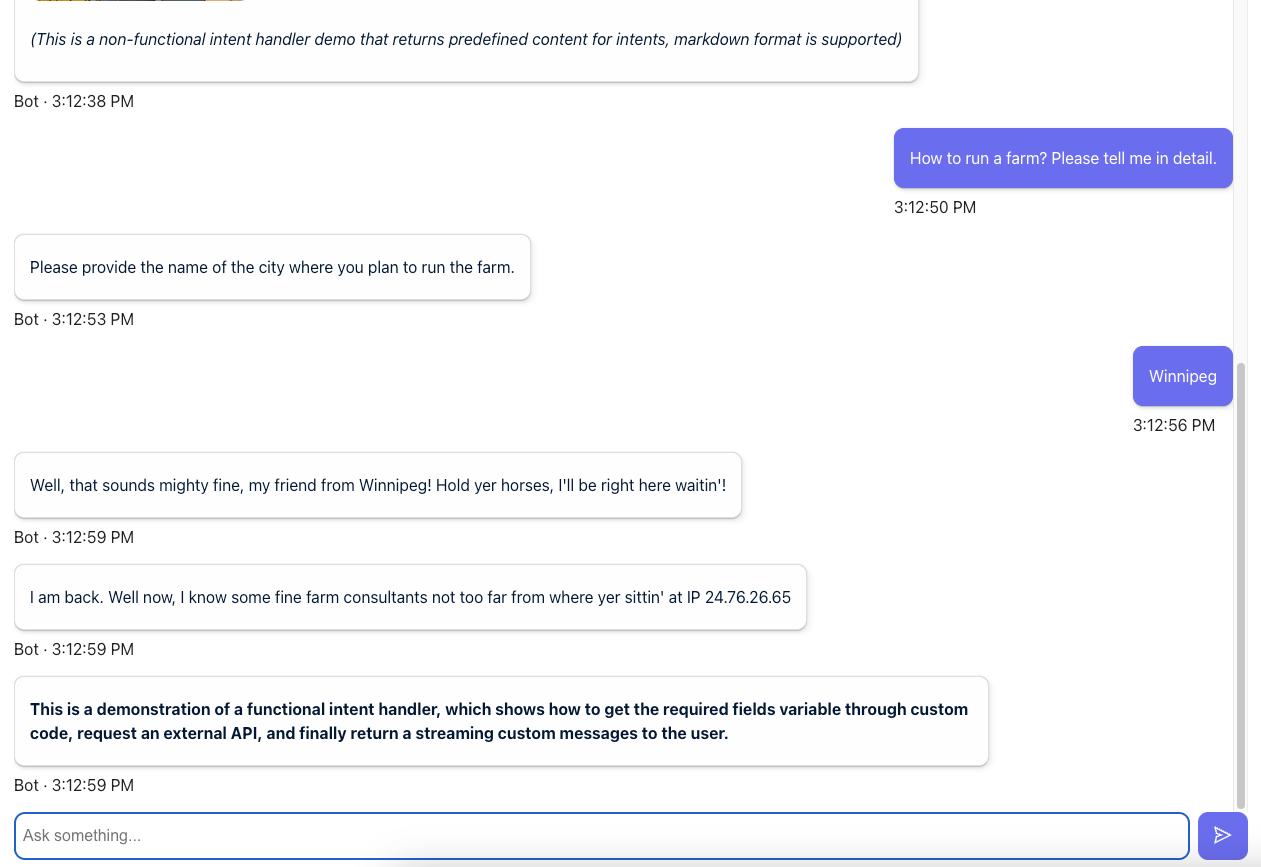 (This is a non-functional intent handler demo that returns predefined content for intents, markdown format is supported)
Bot · 3:12:38 PM
How to run a farm? Please tell me in detail.
3:12:50 PM
Please provide the name of the city where you plan to run the farm.
Bot · 3:12:53 PM
Winnipeg
3:12:56 PM
Well, that sounds mighty fine, my friend from Winnipeg! Hold yer horses, I'll be right here waitin'!
Bot · 3:12:59 PM
I am back. Well now, I know some fine farm consultants not too far from where yer sittin' at IP 24.76.26.65
Bot · 3:12:59 PM
This is a demonstration of a functional intent handler, which shows how to get the required fields variable through custom
code, request an external API, and finally return a streaming custom messages to the user.
Bot · 3:12:59 PM
Ask something...